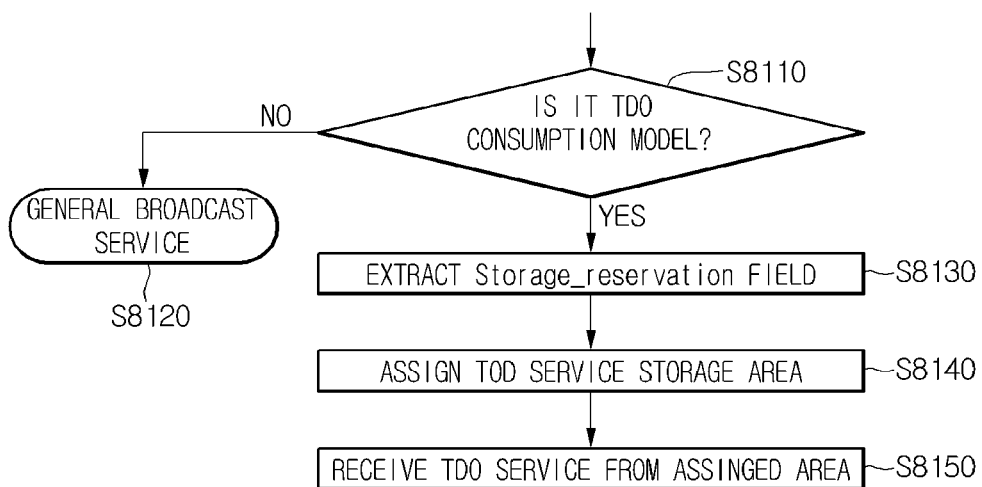 S8110
IS IT TDO
CONSUMPTION MODEL?
NO
GENERAL BROADCAST
SERVICE
S8120
YES
EXTRACT Storage_reservation FIELD
S8130
ASSIGN TOD SERVICE STORAGE AREA
S8140
RECEIVE TDO SERVICE FROM ASSINGED AREA
S8150